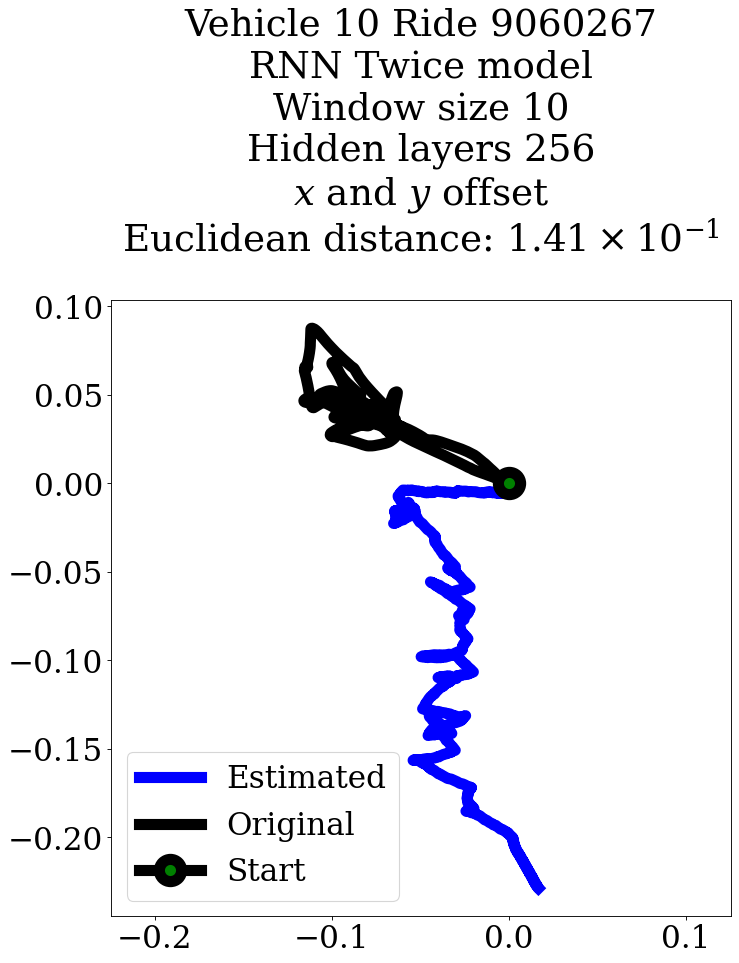 Vehicle 10 Ride 9060267
RNN Twice model
Window size 10
Hidden layers 256
x and y offset
Euclidean distance: 1.41 × 10⁻¹
0.10
0.05
0.00
−0.05
−0.10
−0.15
−0.20
Estimated
Original
Start
−0.2 −0.1 0.0 0.1